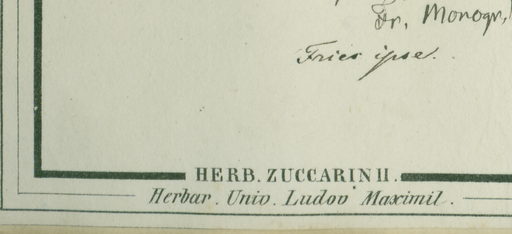 Fr. Monogr.
Fries ipse.
HERB. ZUCCARINII.
Herbar. Univ. Ludov. Maximil.